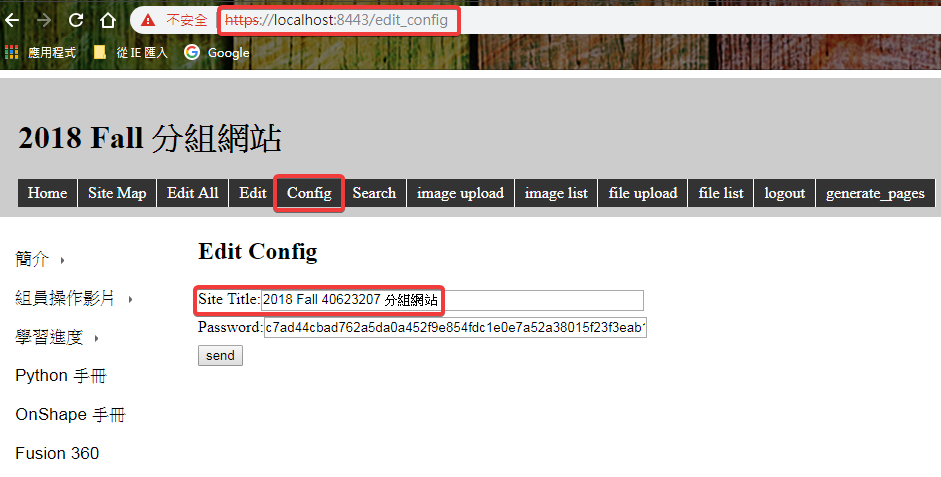 不安全 https://localhost:8443/edit_config
應用程式 從 IE 匯入 Google
2018 Fall 分組網站
Home Site Map Edit All Edit Config Search image upload image list file upload file list logout generate_pages
簡介
組員操作影片
學習進度
Python 手冊
OnShape 手冊
Fusion 360
Edit Config
Site Title: 2018 Fall 40623207 分組網站
Password: c7ad44cbad762a5da0a452f9e854fdc1e0e7a52a38015f23f3eab1
send